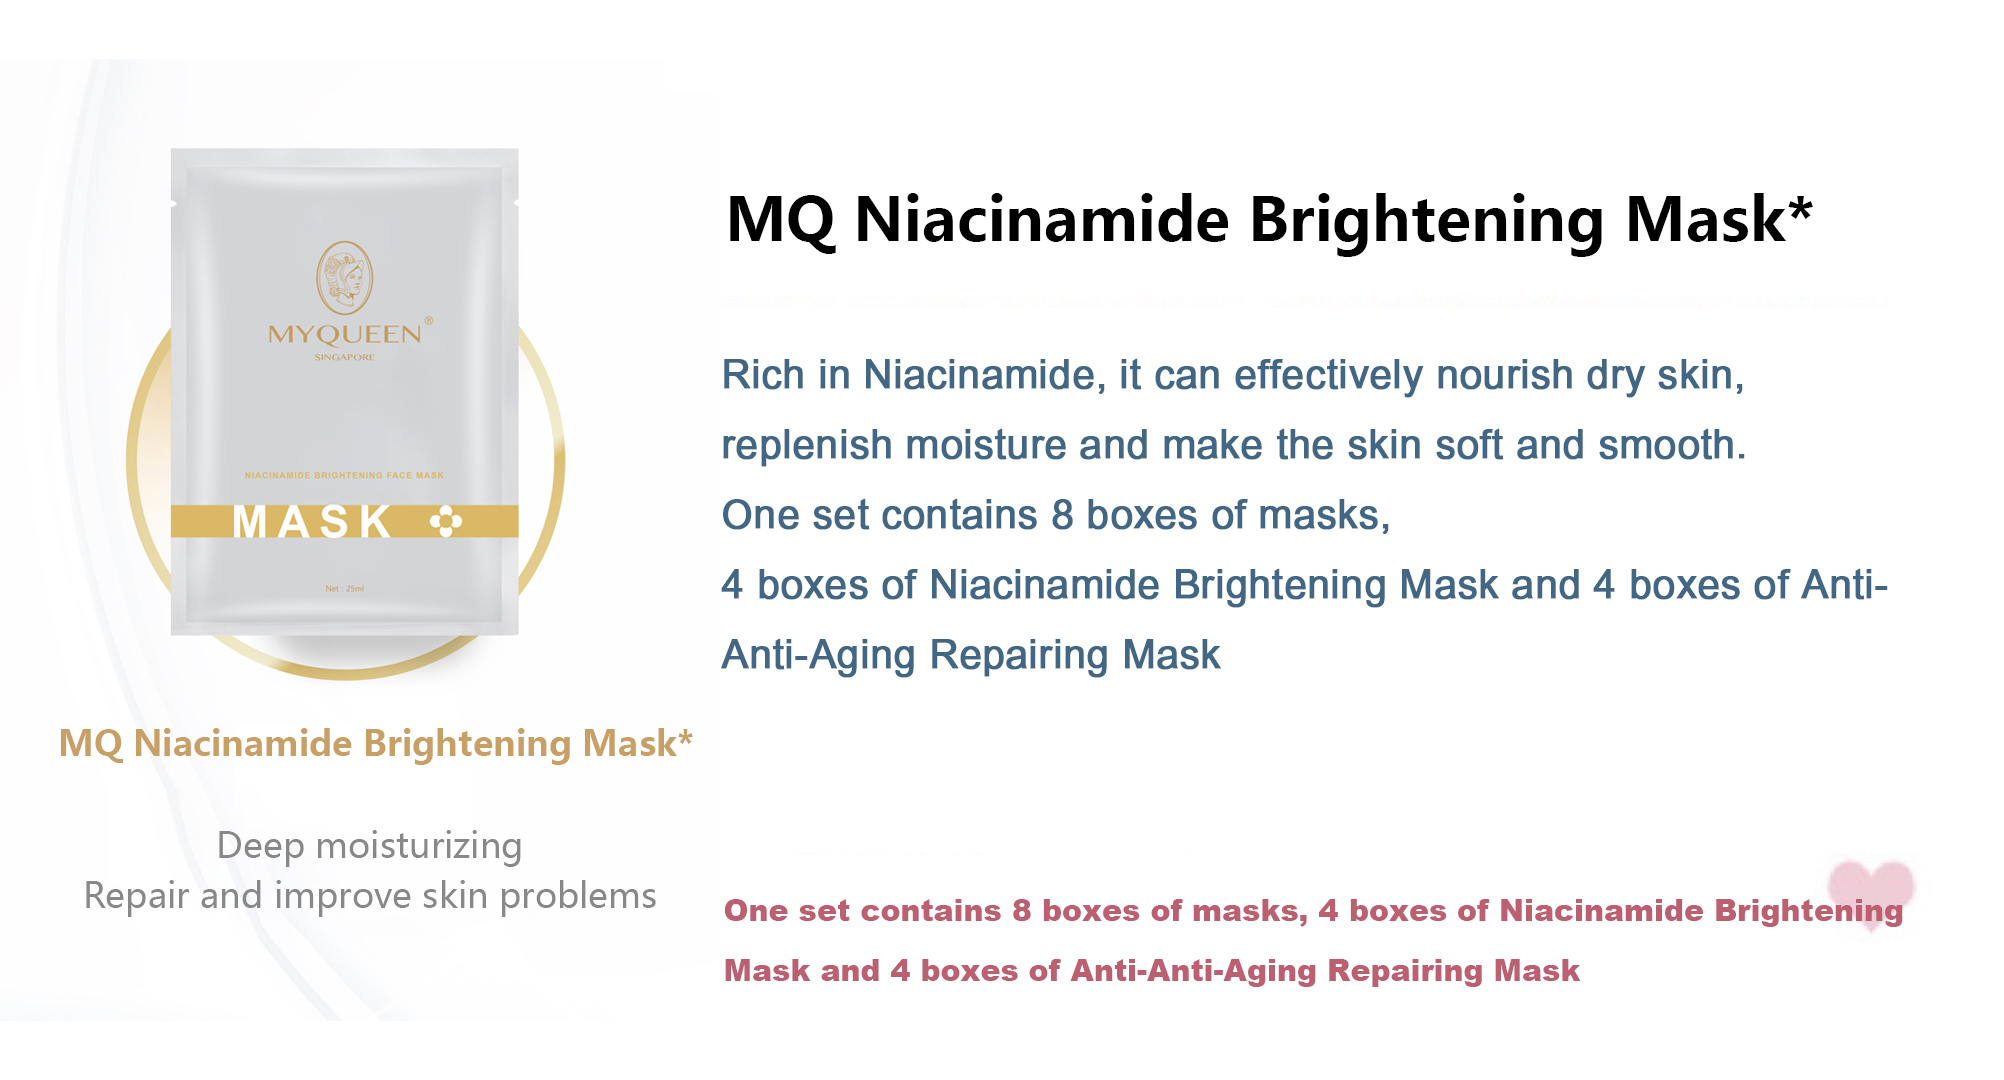 MYQUEEN®
SINGAPORE
NIACINAMIDE BRIGHTENING FACE MASK
MASK
Net : 25ml
MQ Niacinamide Brightening Mask*
Deep moisturizing
Repair and improve skin problems
MQ Niacinamide Brightening Mask*
Rich in Niacinamide, it can effectively nourish dry skin,
replenish moisture and make the skin soft and smooth.
One set contains 8 boxes of masks,
4 boxes of Niacinamide Brightening Mask and 4 boxes of Anti-
Anti-Aging Repairing Mask
One set contains 8 boxes of masks, 4 boxes of Niacinamide Brightening
Mask and 4 boxes of Anti-Anti-Aging Repairing Mask